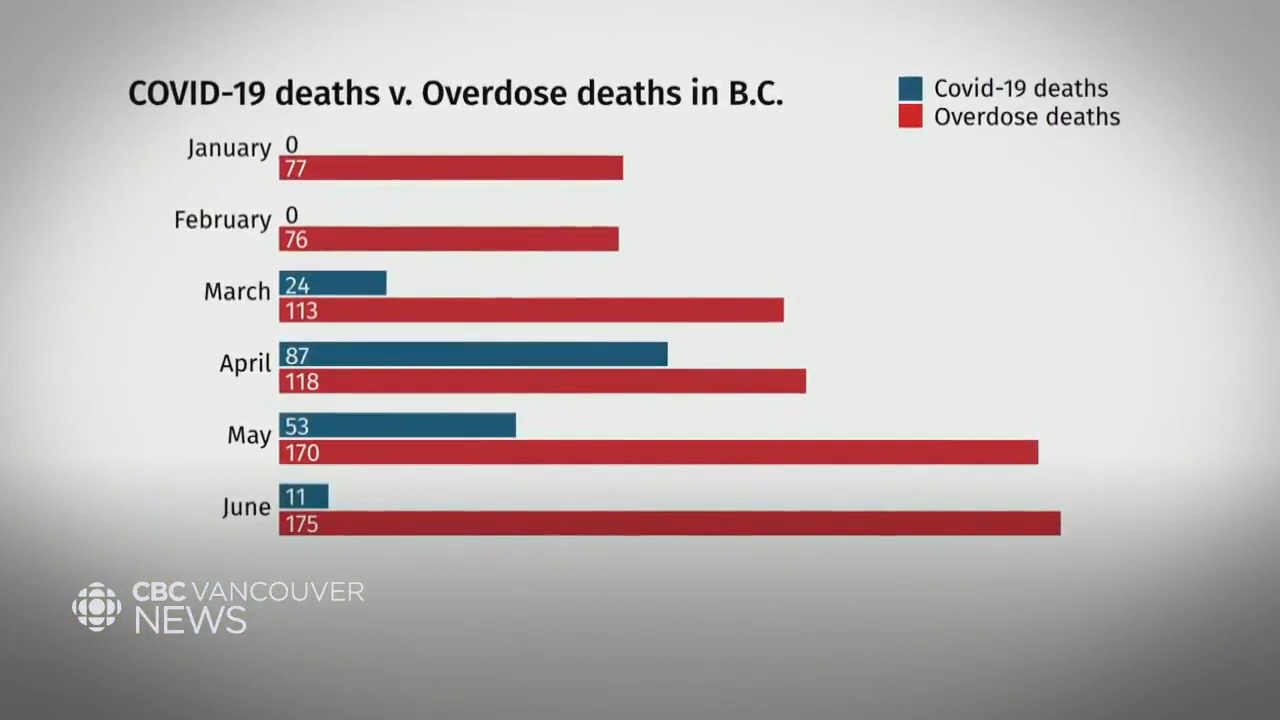 COVID-19 deaths v. Overdose deaths in B.C.
Covid-19 deaths
Overdose deaths
January 0
77
February 0
76
March 24
113
April 87
118
May 53
170
June 11
175
CBC VANCOUVER
NEWS